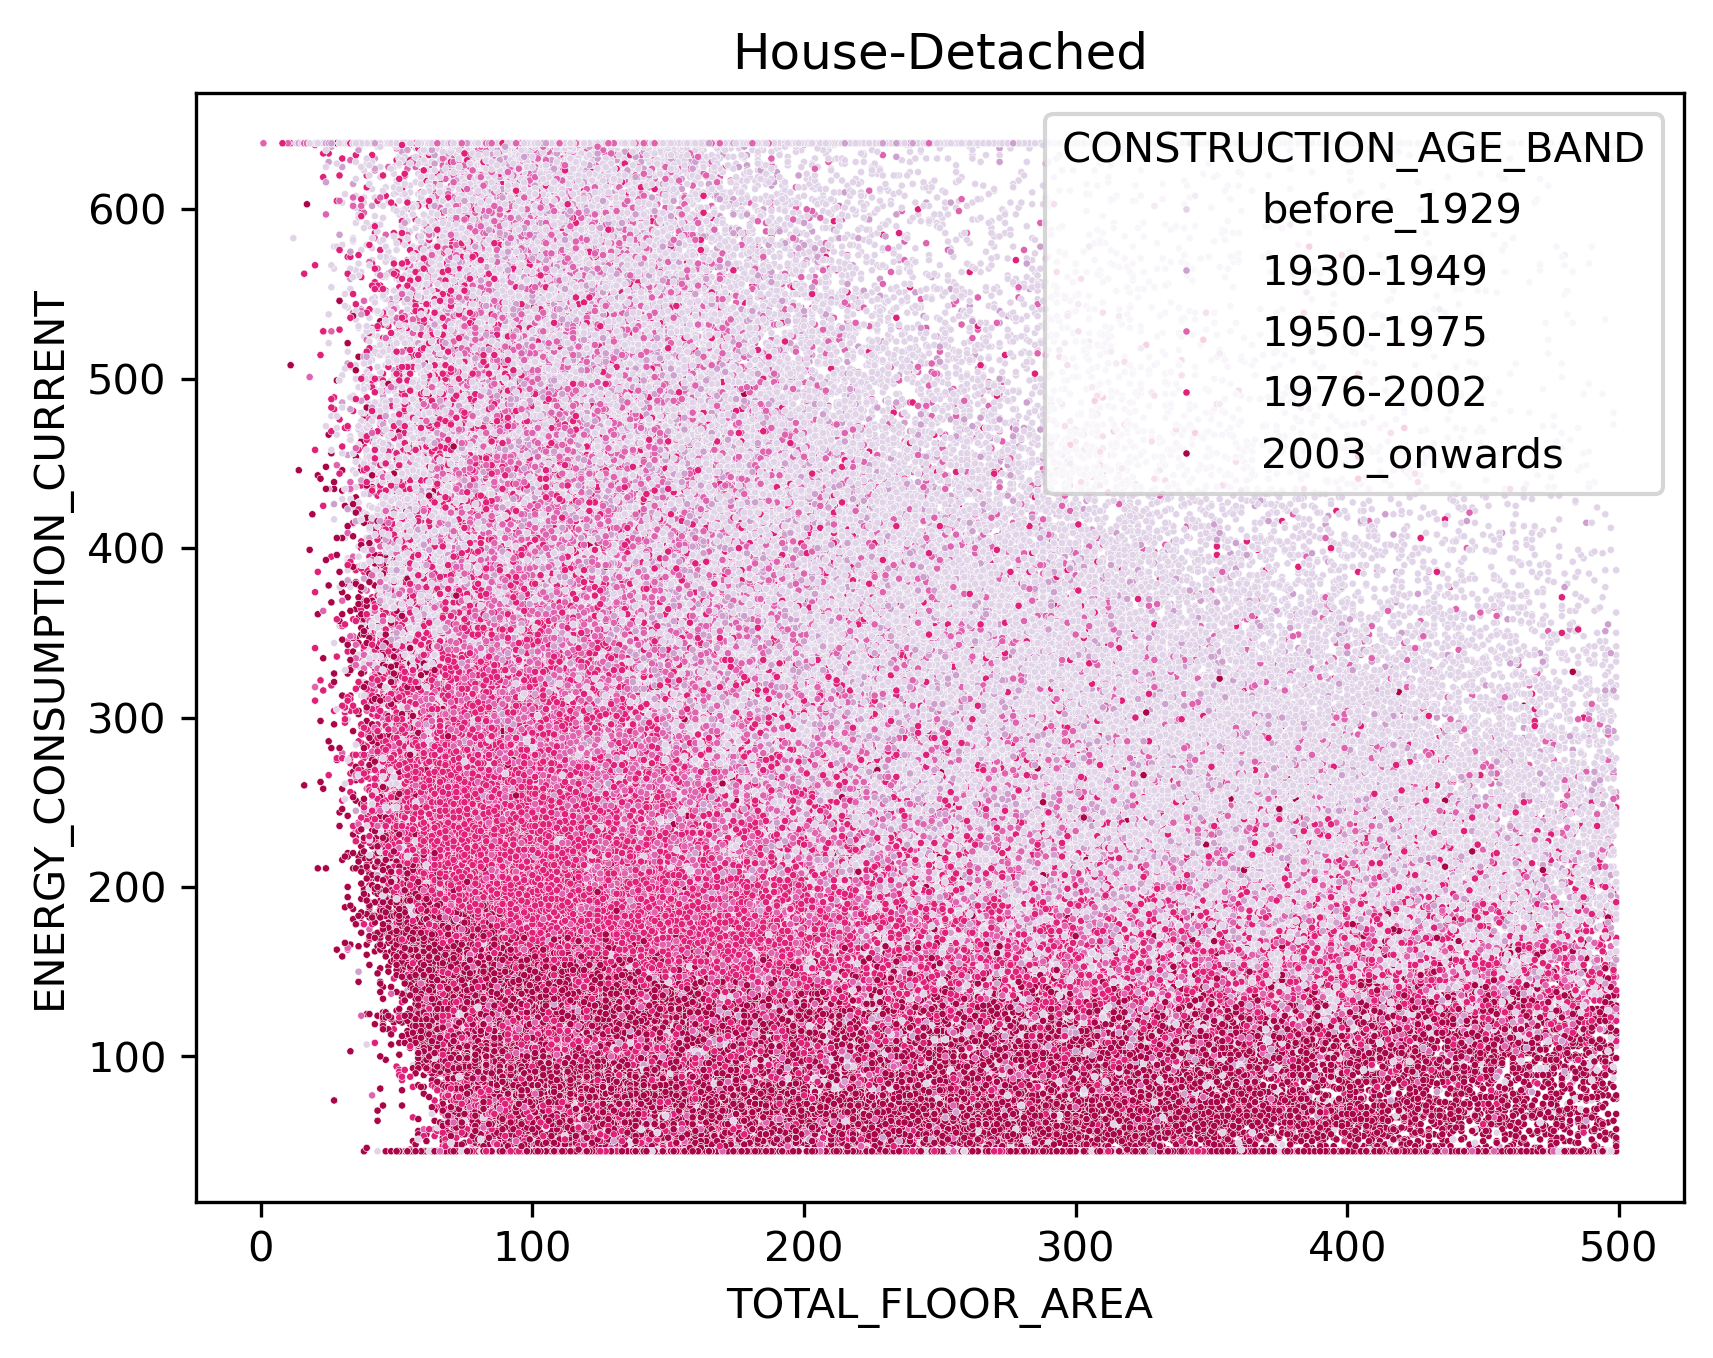 House-Detached
CONSTRUCTION_AGE_BAND
before_1929
1930-1949
1950-1975
1976-2002
2003_onwards
ENERGY_CONSUMPTION_CURRENT
600
500
400
300
200
100
0 100 200 300 400 500
TOTAL_FLOOR_AREA